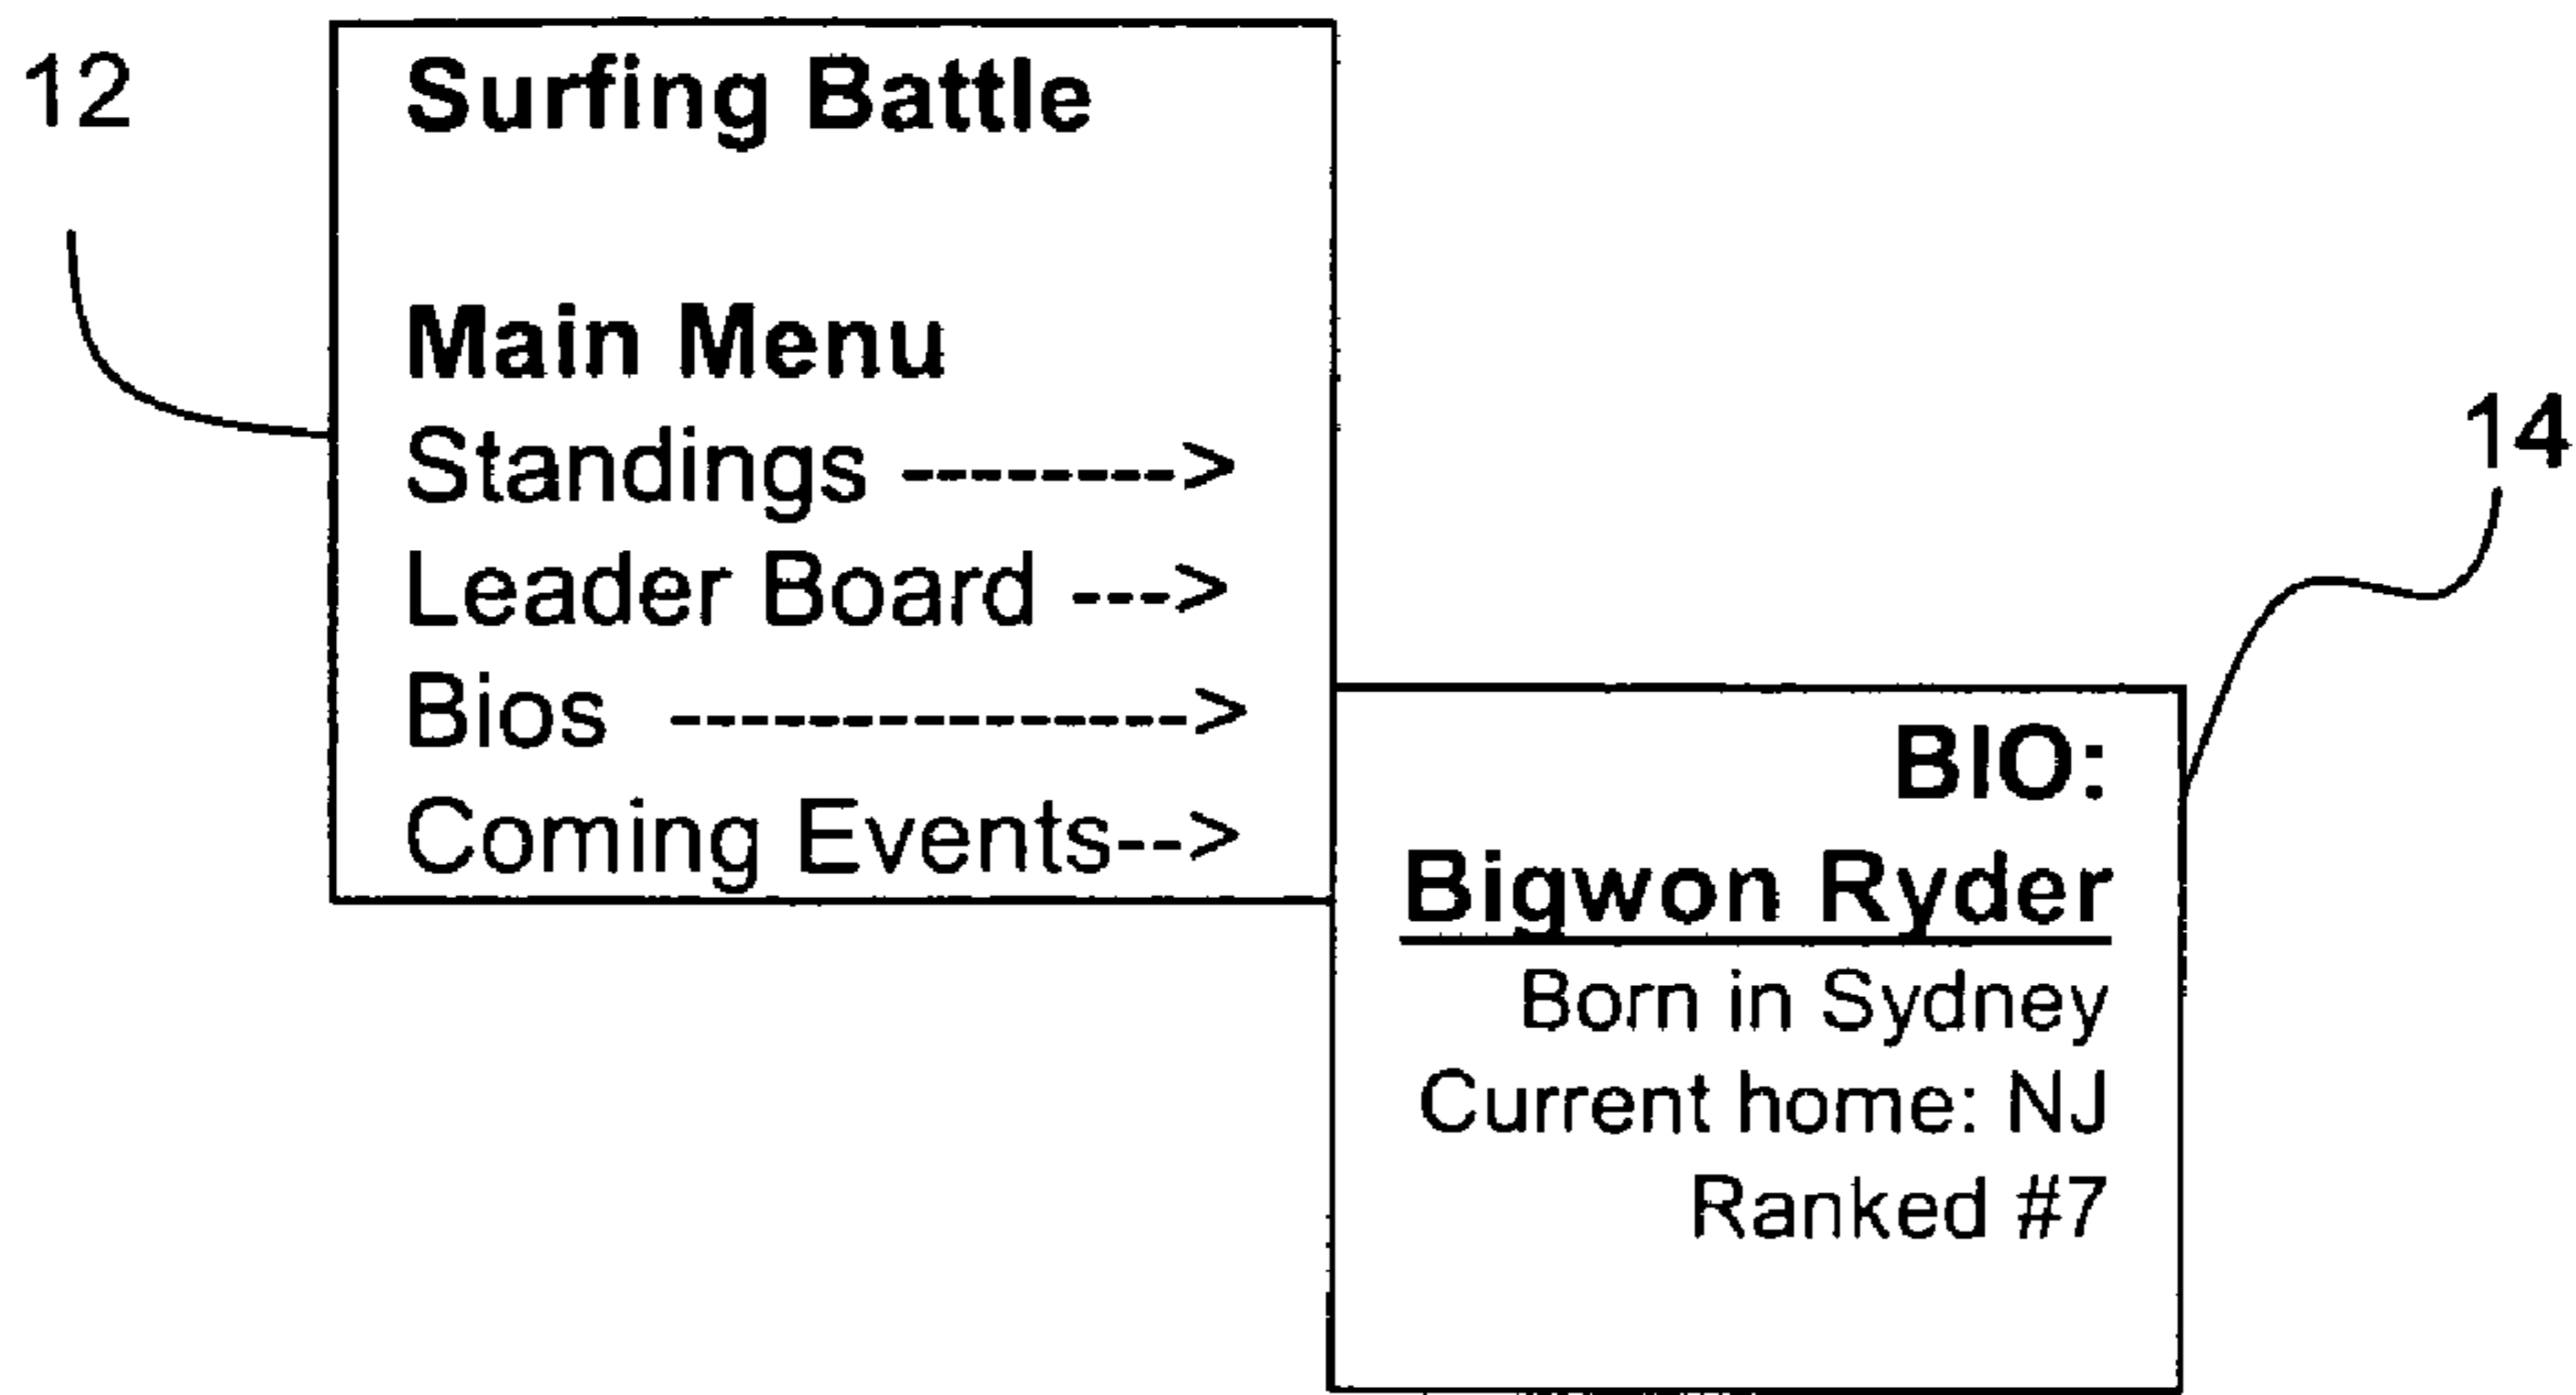 12
Surfing Battle
Main Menu
Standings -------->
Leader Board --->
Bios --------------->
Coming Events-->
14
BIO:
Bigwon Ryder
Born in Sydney
Current home: NJ
Ranked #7